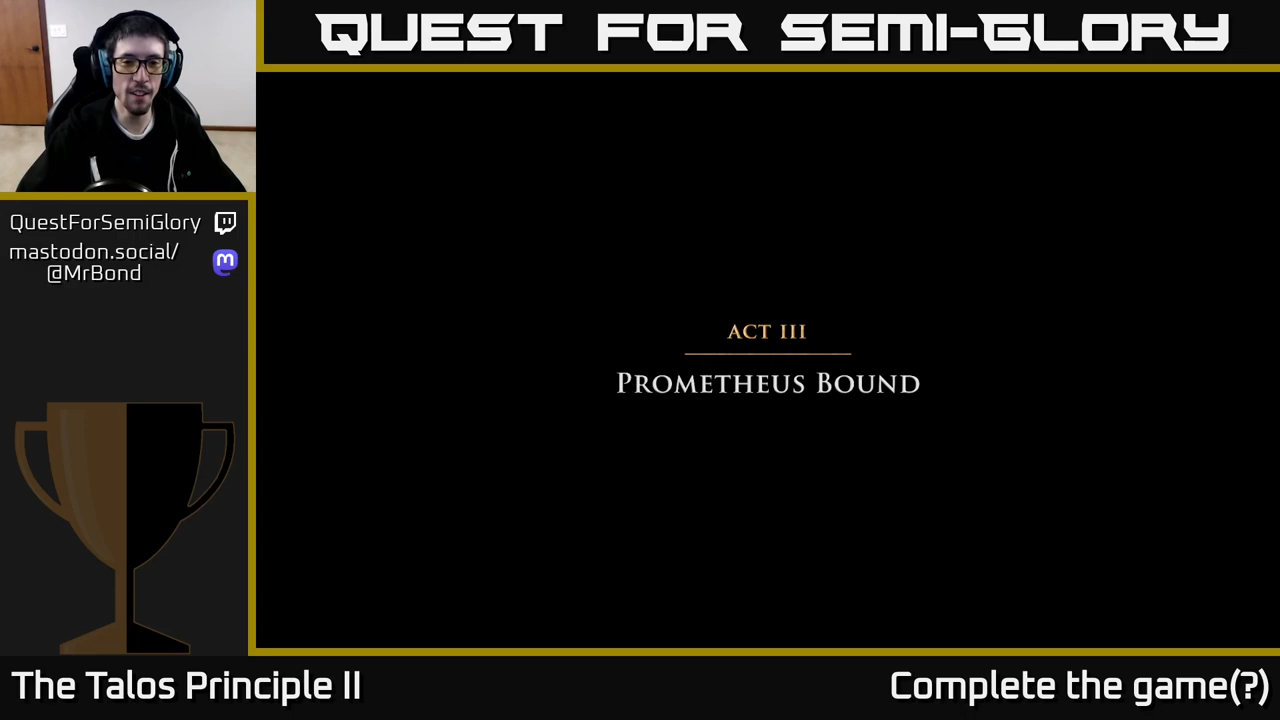 QUEST FOR SEMI-GLORY
QuestForSemiGlory
mastodon.social/
@MrBond
ACT III
PROMETHEUS BOUND
The Talos Principle II
Complete the game(?)